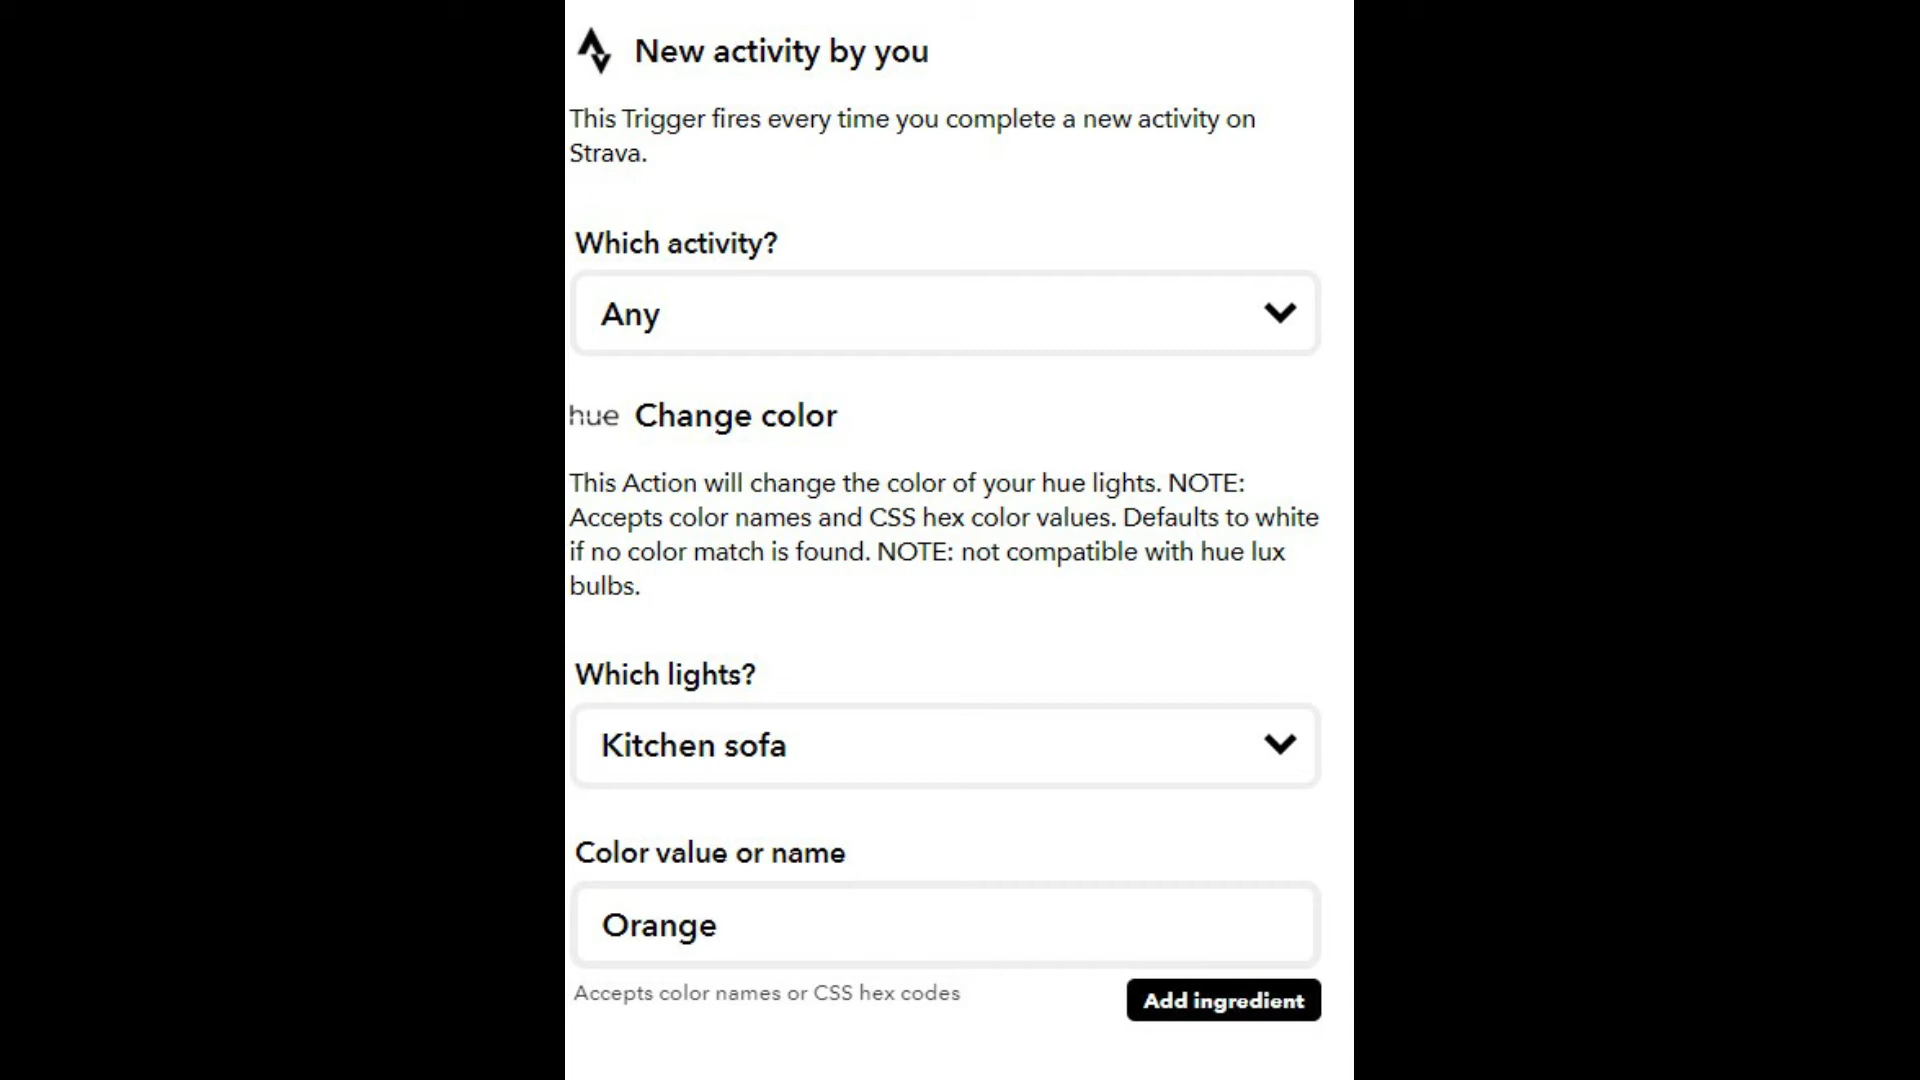 New activity by you
This Trigger fires every time you complete a new activity on
Strava.
Which activity?
Any
hue Change color
This Action will change the color of your hue lights. NOTE:
Accepts color names and CSS hex color values. Defaults to white
if no color match is found. NOTE: not compatible with hue lux
bulbs.
Which lights?
Kitchen sofa
Color value or name
Orange
Accepts color names or CSS hex codes
Add ingredient